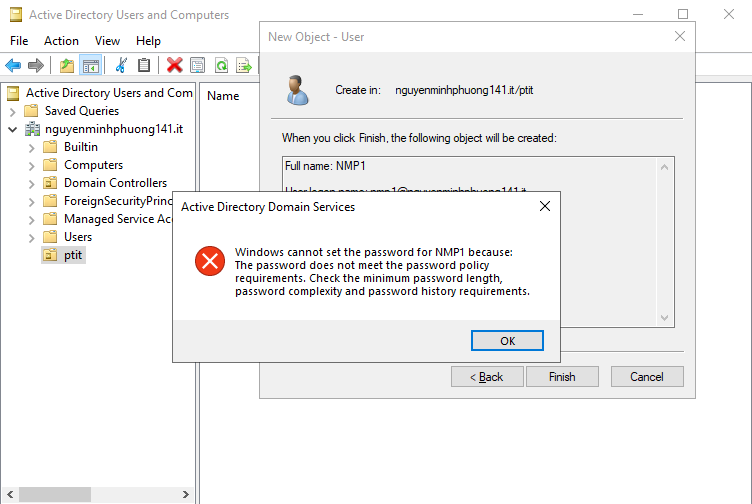 Active Directory Users and Computers
File Action View Help
Active Directory Users and Com
Saved Queries
nguyenminhphuong141.it
Builtin
Computers
Domain Controllers
ForeignSecurityPrinc
Managed Service Acc
Users
ptit
Name
New Object - User
Create in: nguyenminhphuong141.it/ptit
When you click Finish, the following object will be created:
Full name: NMP1
User logon name: nmp1@nguyenminhphuong141.it
Active Directory Domain Services
Windows cannot set the password for NMP1 because:
The password does not meet the password policy
requirements. Check the minimum password length,
password complexity and password history requirements.
OK
< Back Finish Cancel